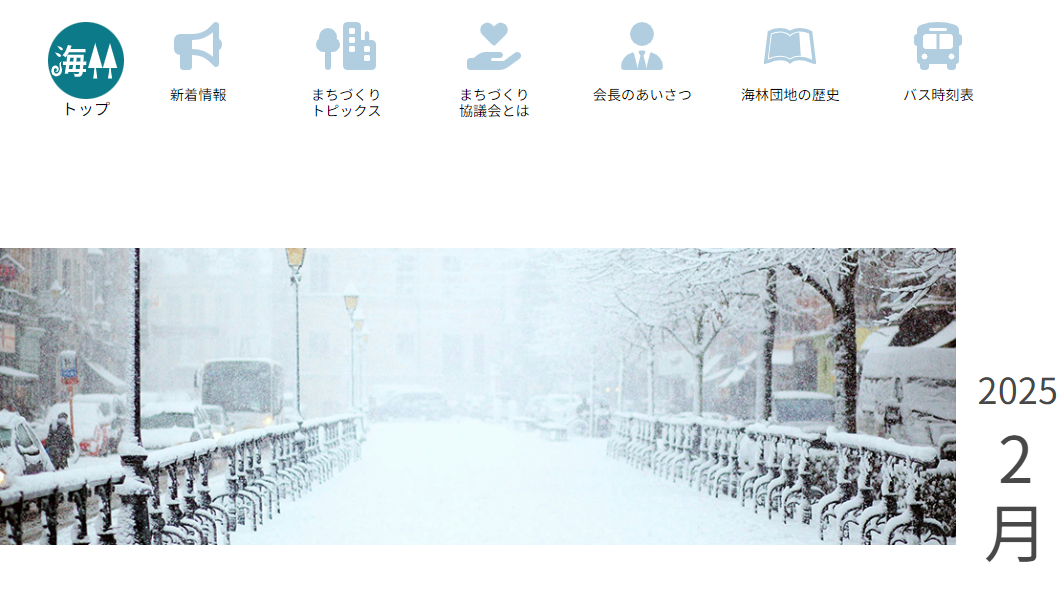 海
トップ
新着情報
まちづくり
トピックス
まちづくり
協議会とは
会長のあいさつ
海林団地の歴史
バス時刻表
2025
2
月